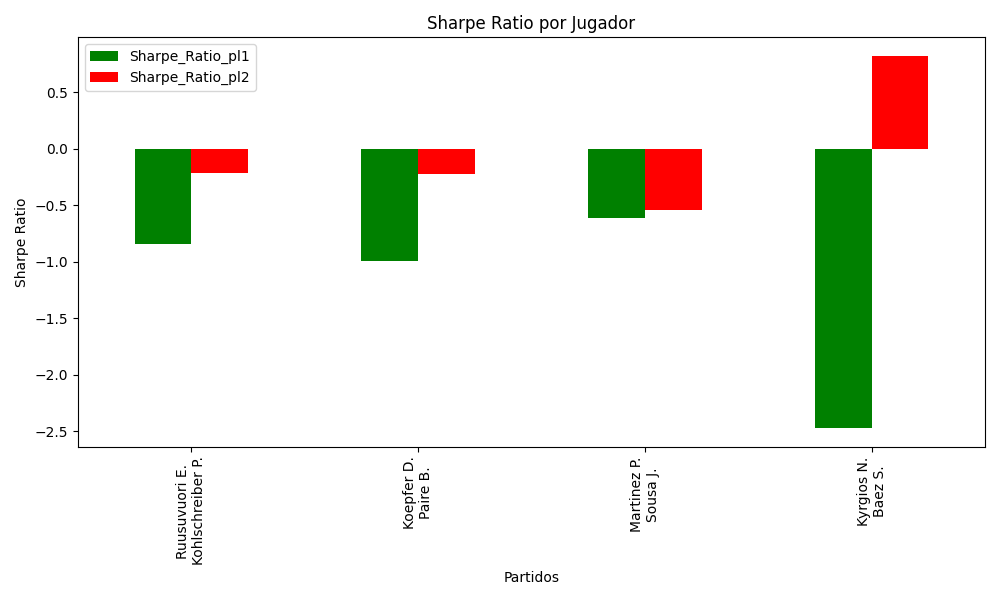 Sharpe Ratio por Jugador
Sharpe_Ratio_pl1
Sharpe_Ratio_pl2
Sharpe Ratio
0.5
0.0
−0.5
−1.0
−1.5
−2.0
−2.5
Ruusuvuori E.
Kohlschreiber P.
Koepfer D.
Paire B.
Martinez P.
Sousa J.
Kyrgios N.
Baez S.
Partidos